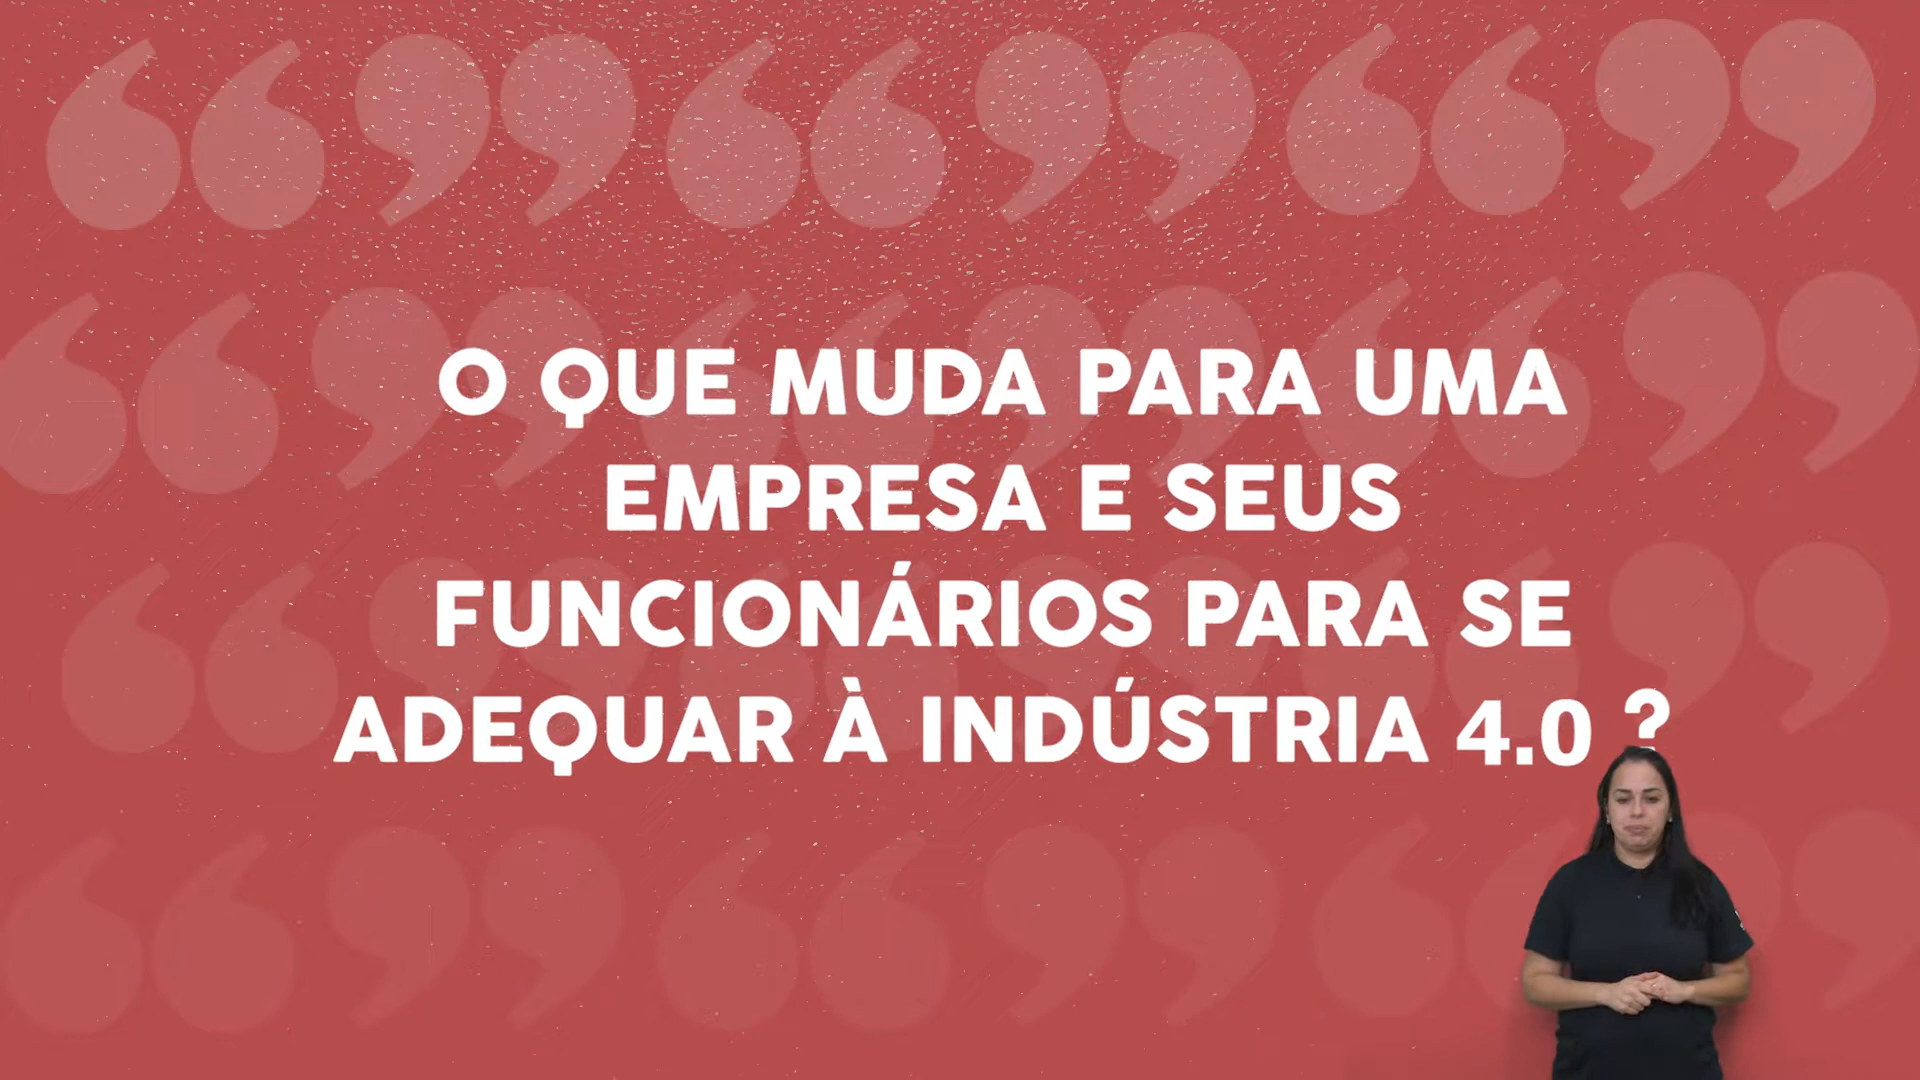 O QUE MUDA PARA UMA
EMPRESA E SEUS
FUNCIONÁRIOS PARA SE
ADEQUAR À INDÚSTRIA 4.0 ?